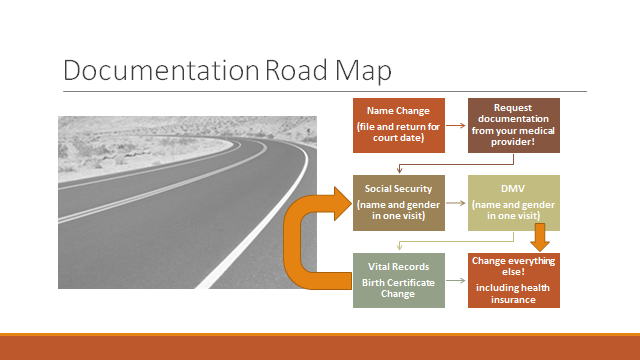 Documentation Road Map
Name Change
(file and return for
court date)
Request
documentation
from your medical
provider!
Social Security
(name and gender
in one visit)
DMV
(name and gender
in one visit)
Vital Records
Birth Certificate
Change
Change everything
else!
including health
insurance